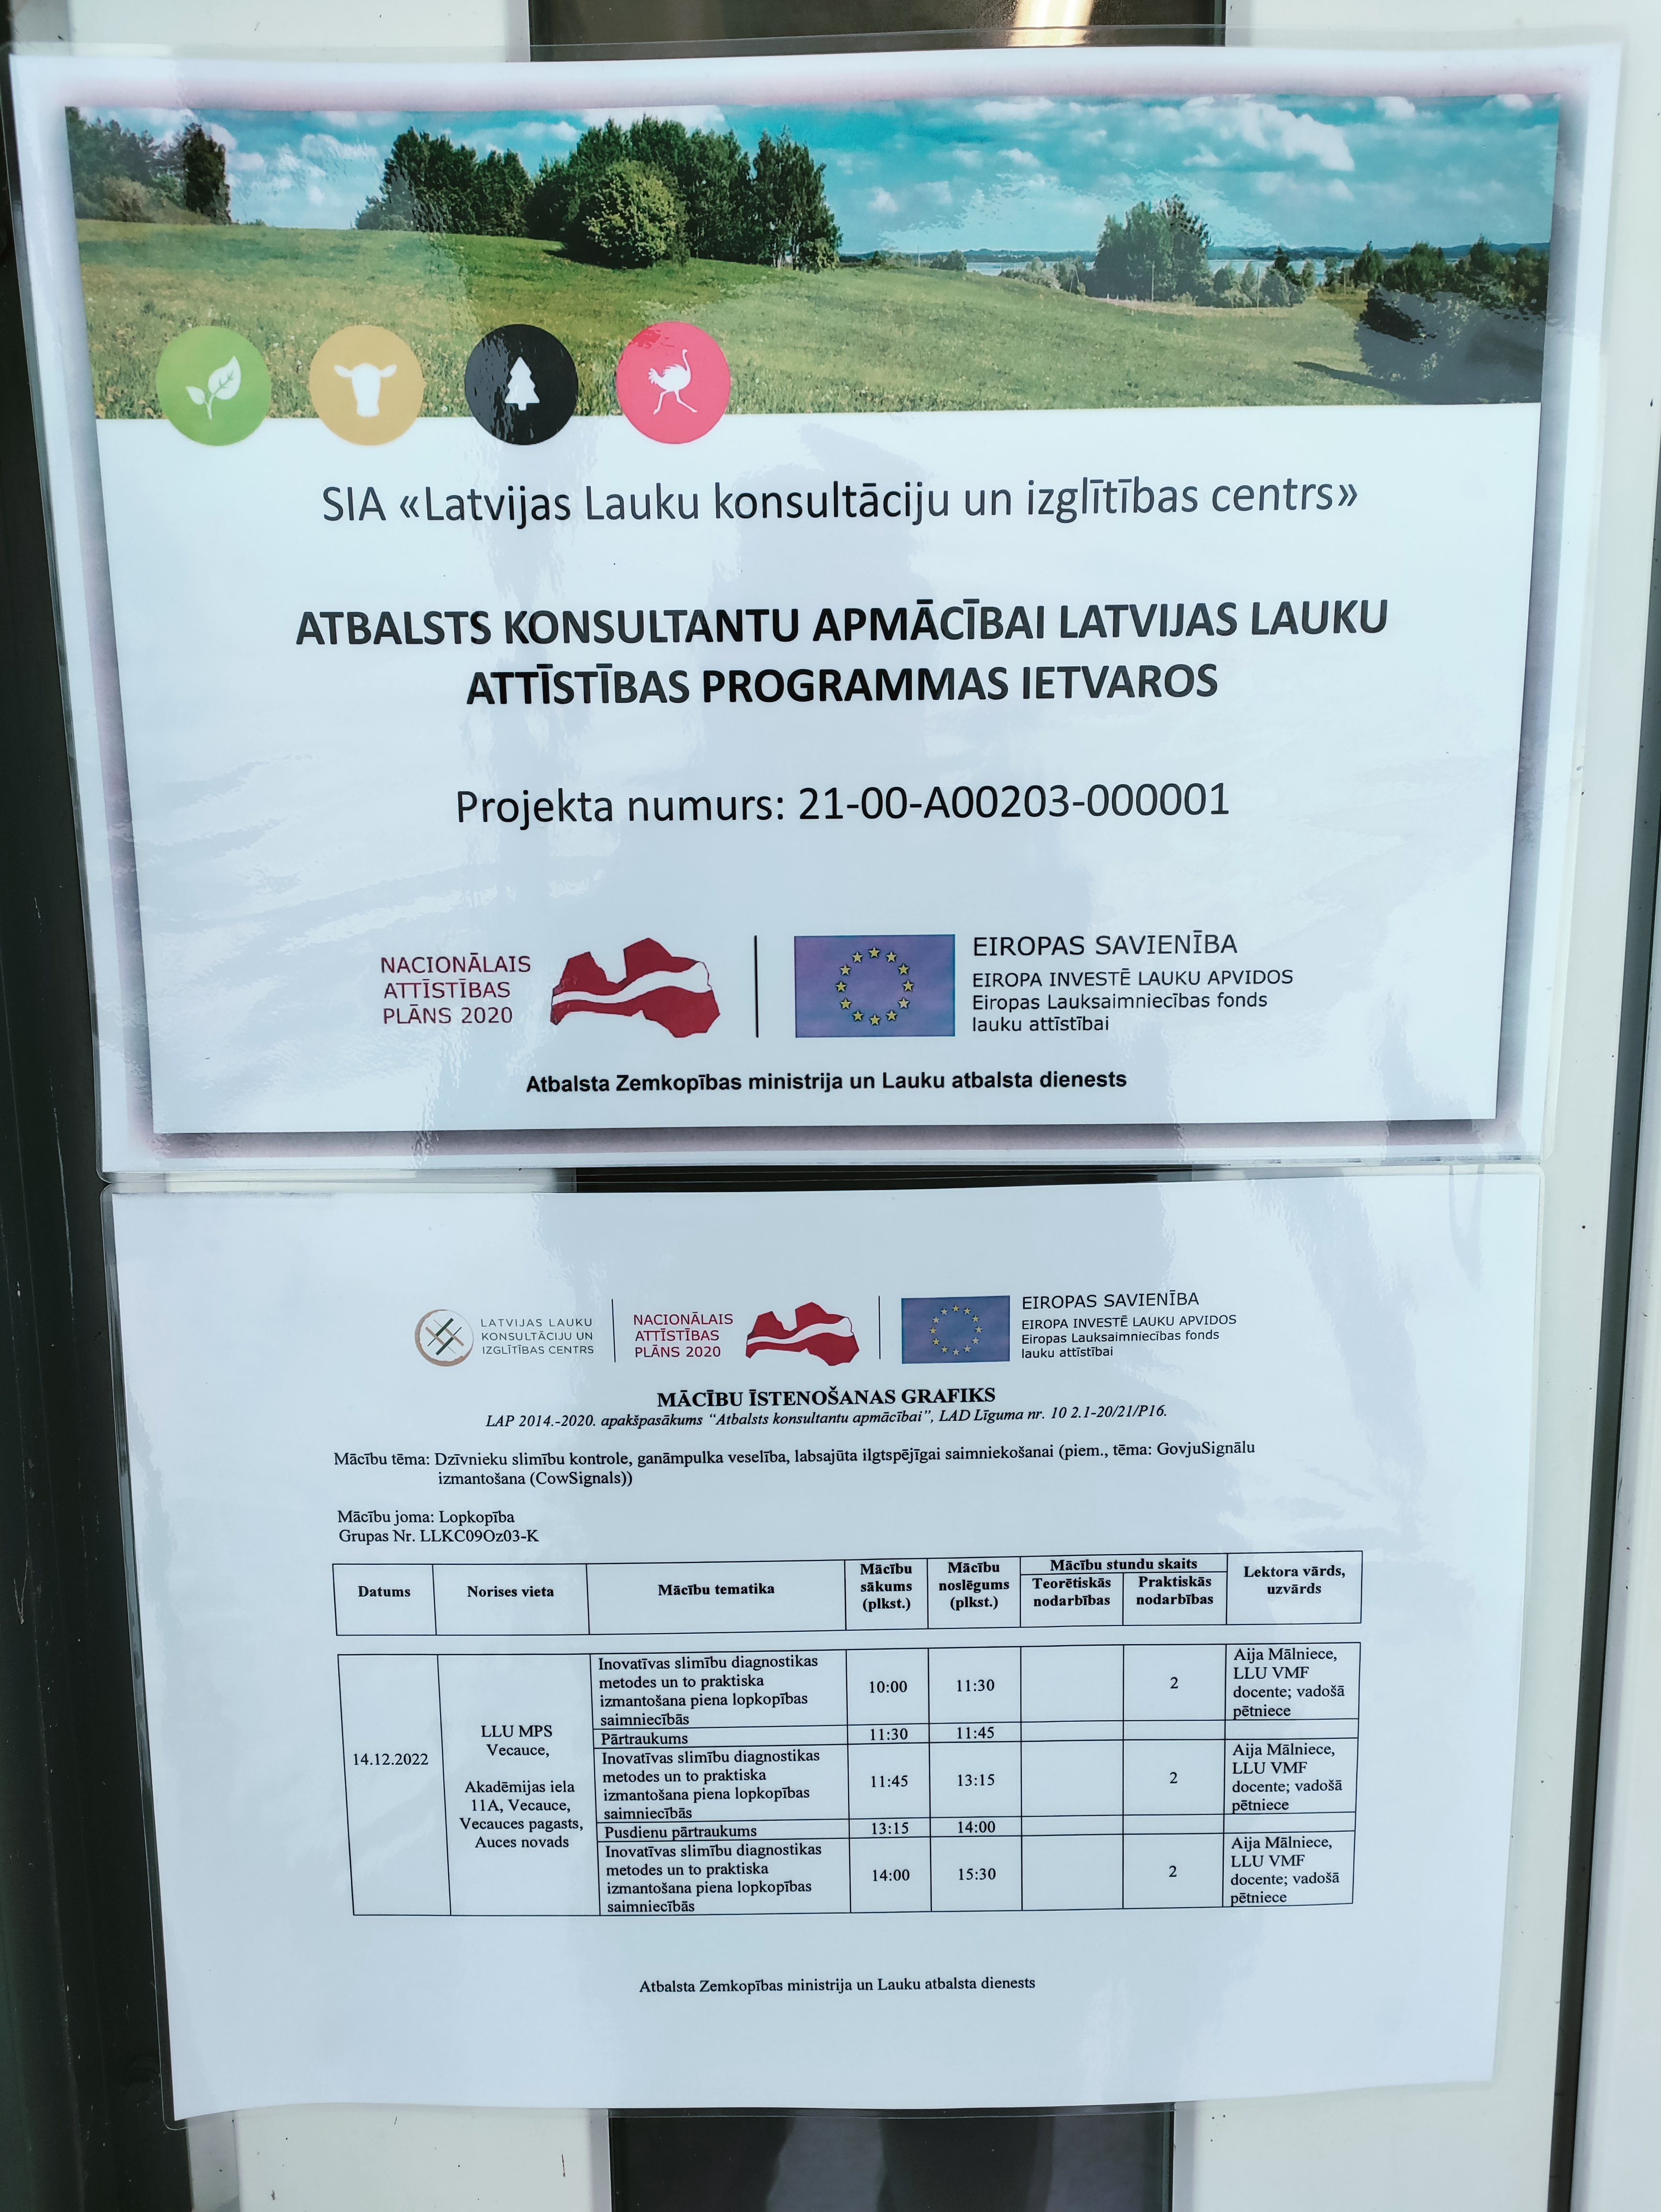 SIA «Latvijas Lauku konsultāciju un izglītības centrs»
ATBALSTS KONSULTANTU APMĀCĪBAI LATVIJAS LAUKU
ATTĪSTĪBAS PROGRAMMAS IETVAROS
Projekta numurs: 21-00-A00203-000001
NACIONĀLAIS
ATTĪSTĪBAS
PLĀNS 2020
EIROPAS SAVIENĪBA
EIROPA INVESTĒ LAUKU APVIDOS
Eiropas Lauksaimniecības fonds
lauku attīstībai
Atbalsta Zemkopības ministrija un Lauku atbalsta dienests
LATVIJAS LAUKU
KONSULTĀCIJU UN
IZGLĪTĪBAS CENTRS
NACIONĀLAIS
ATTĪSTĪBAS
PLĀNS 2020
EIROPAS SAVIENĪBA
EIROPA INVESTĒ LAUKU APVIDOS
Eiropas Lauksaimniecības fonds
lauku attīstībai
MĀCĪBU ĪSTENOŠANAS GRAFIKS
LAP 2014.-2020. apakšpasākums “Atbalsts konsultantu apmācībai”, LAD Līguma nr. 10 2.1-20/21/P16.
Mācību tēma: Dzīvnieku slimību kontrole, ganāmpulka veselība, labsajūta ilgtspējīgai saimniekošanai (piem., tēma: GovjuSignālu
izmantošana (CowSignals))
Mācību joma: Lopkopība
Grupas Nr. LLKC09Oz03-K
Datums
Norises vieta
Mācību tematika
Mācību
sākums
(plkst.)
Mācību
noslēgums
(plkst.)
Mācību stundu skaits
Teorētiskās
nodarbības
Praktiskās
nodarbības
Lektora vārds,
uzvārds
14.12.2022
LLU MPS
Vecauce,
Akadēmijas iela
11A, Vecauce,
Vecauces pagasts,
Auces novads
Inovatīvas slimību diagnostikas
metodes un to praktiska
izmantošana piena lopkopības
saimniecībās
10:00
11:30
2
Aija Mālniece,
LLU VMF
docente; vadošā
pētniece
Pārtraukums
11:30
11:45
Inovatīvas slimību diagnostikas
metodes un to praktiska
izmantošana piena lopkopības
saimniecībās
11:45
13:15
2
Aija Mālniece,
LLU VMF
docente; vadošā
pētniece
Pusdienu pārtraukums
13:15
14:00
Inovatīvas slimību diagnostikas
metodes un to praktiska
izmantošana piena lopkopības
saimniecībās
14:00
15:30
2
Aija Mālniece,
LLU VMF
docente; vadošā
pētniece
Atbalsta Zemkopības ministrija un Lauku atbalsta dienests